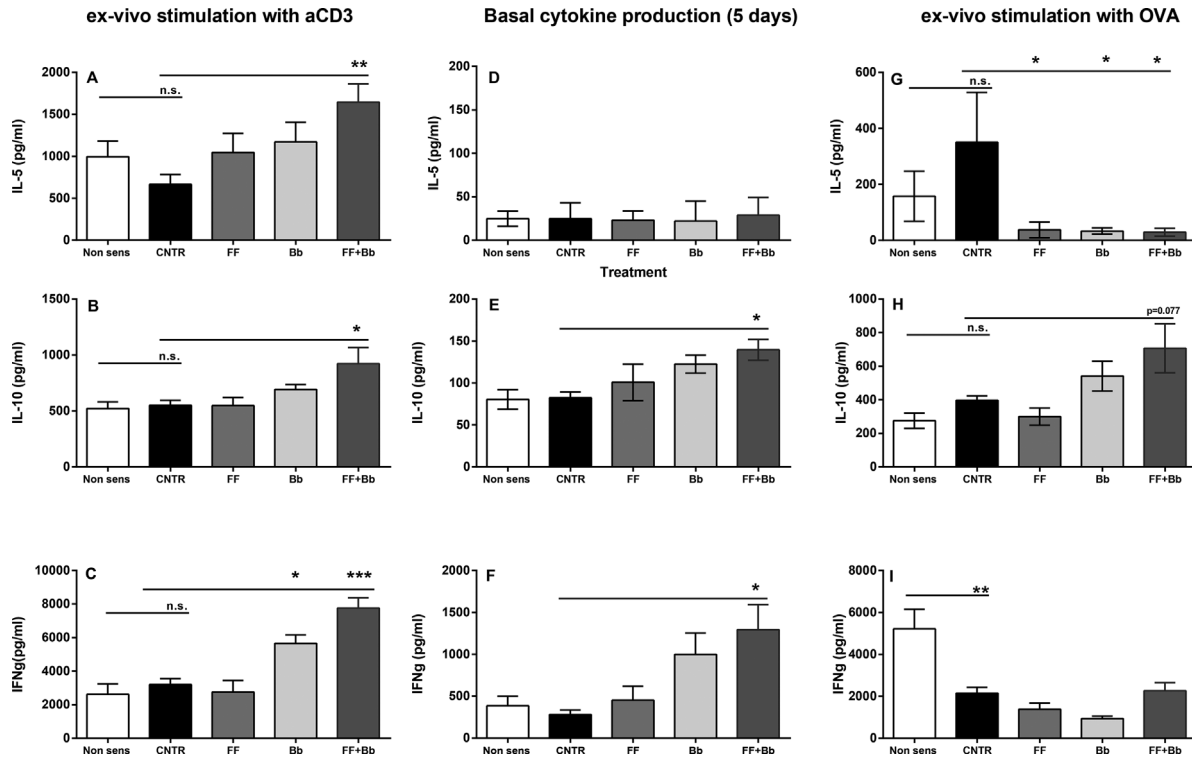 ex-vivo stimulation with aCD3
Basal cytokine production (5 days)
ex-vivo stimulation with OVA
A
IL-5 (pg/ml)
2000
1500
1000
500
0
n.s.
**
Non sens CNTR FF Bb FF+Bb
D
IL-5 (pg/ml)
200
150
100
50
0
Non sens CNTR FF Bb FF+Bb
Treatment
G
IL-5 (pg/ml)
600
400
200
0
n.s.
* * *
Non sens CNTR FF Bb FF+Bb
B
IL-10 (pg/ml)
1500
1000
500
0
n.s.
*
Non sens CNTR FF Bb FF+Bb
E
IL-10 (pg/ml)
200
150
100
50
0
*
Non sens CNTR FF Bb FF+Bb
H
IL-10 (pg/ml)
1000
800
600
400
200
0
n.s.
p=0.077
Non sens CNTR FF Bb FF+Bb
C
IFNg(pg/ml)
10000
8000
6000
4000
2000
0
n.s.
* ***
Non sens CNTR FF Bb FF+Bb
F
IFNg (pg/ml)
2000
1500
1000
500
0
*
Non sens CNTR FF Bb FF+Bb
I
IFNg (pg/ml)
8000
6000
4000
2000
0
**
Non sens CNTR FF Bb FF+Bb